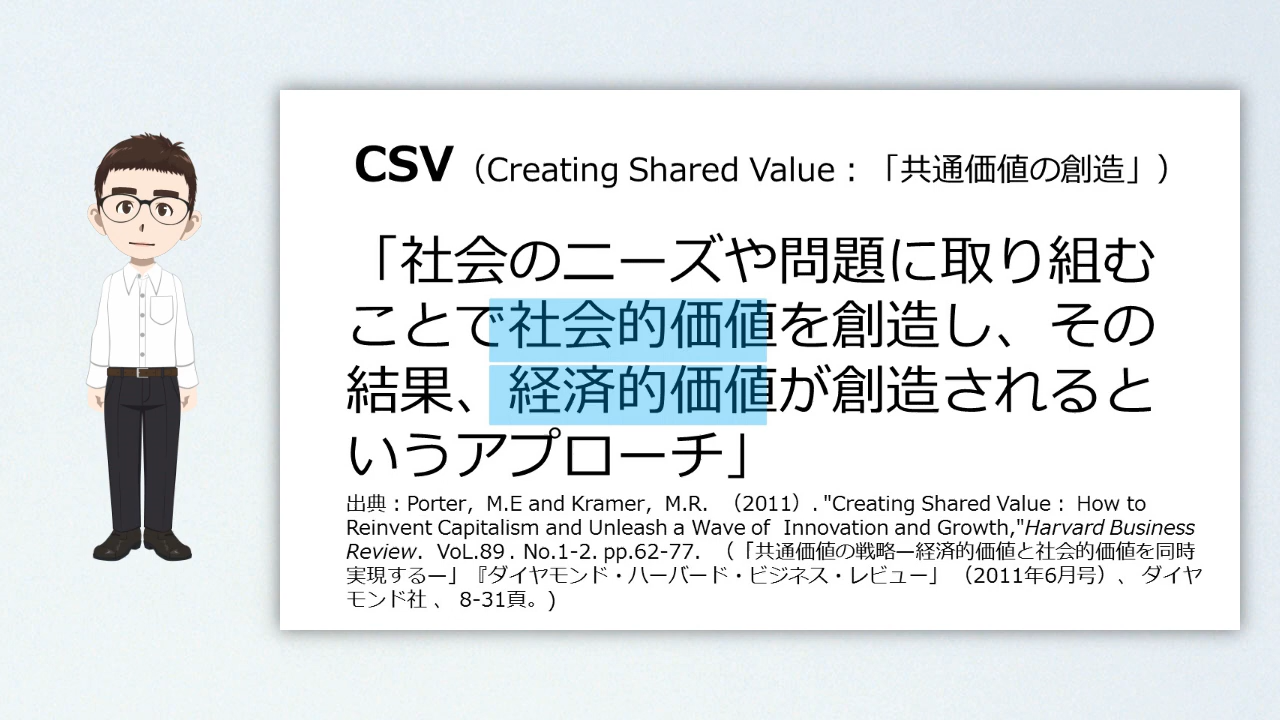 CSV（Creating Shared Value：「共通価値の創造」）
「社会のニーズや問題に取り組む
ことで社会的価値を創造し、その
結果、経済的価値が創造されると
いうアプローチ」
出典：Porter，M.E and Kramer，M.R. （2011）. "Creating Shared Value： How to
Reinvent Capitalism and Unleash a Wave of Innovation and Growth,"Harvard Business
Review. VoL.89 . No.1-2. pp.62-77. （「共通価値の戦略ー経済的価値と社会的価値を同時
実現するー」『ダイヤモンド・ハーバード・ビジネス・レビュー」 （2011年6月号）、 ダイヤ
モンド社 、 8-31頁。)